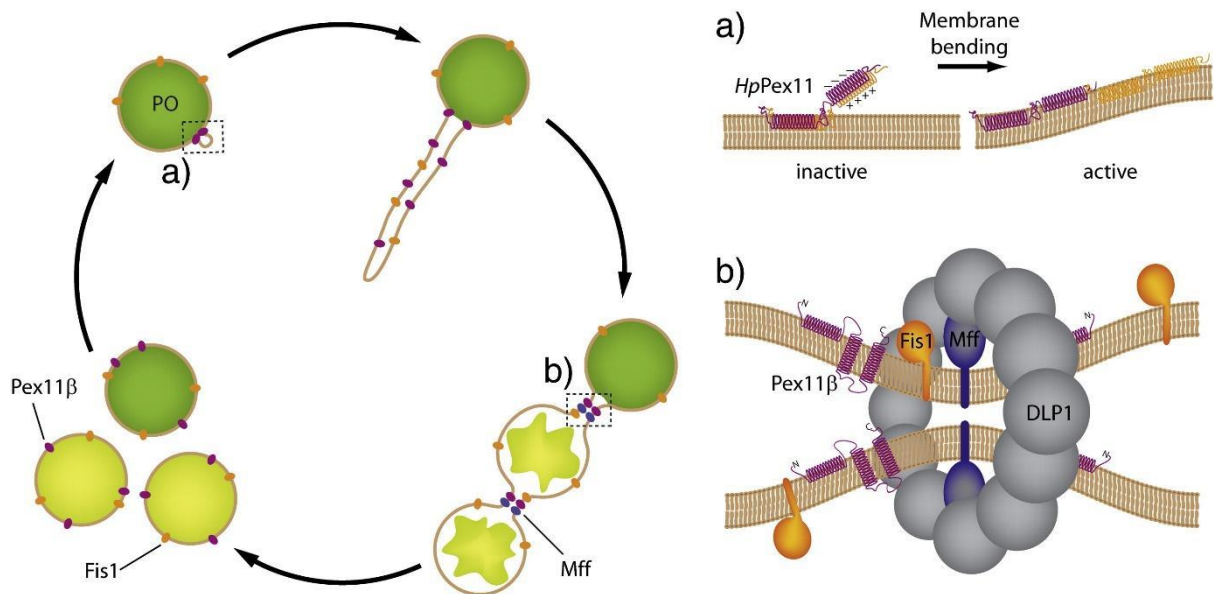 PO
a)
b)
Pex11β
Fis1
Mff
a)
Membrane
bending
HpPex11
– – – –
++++
inactive
active
b)
N
C
N
Fis1
Mff
Pex11β
DLP1
C
N
N